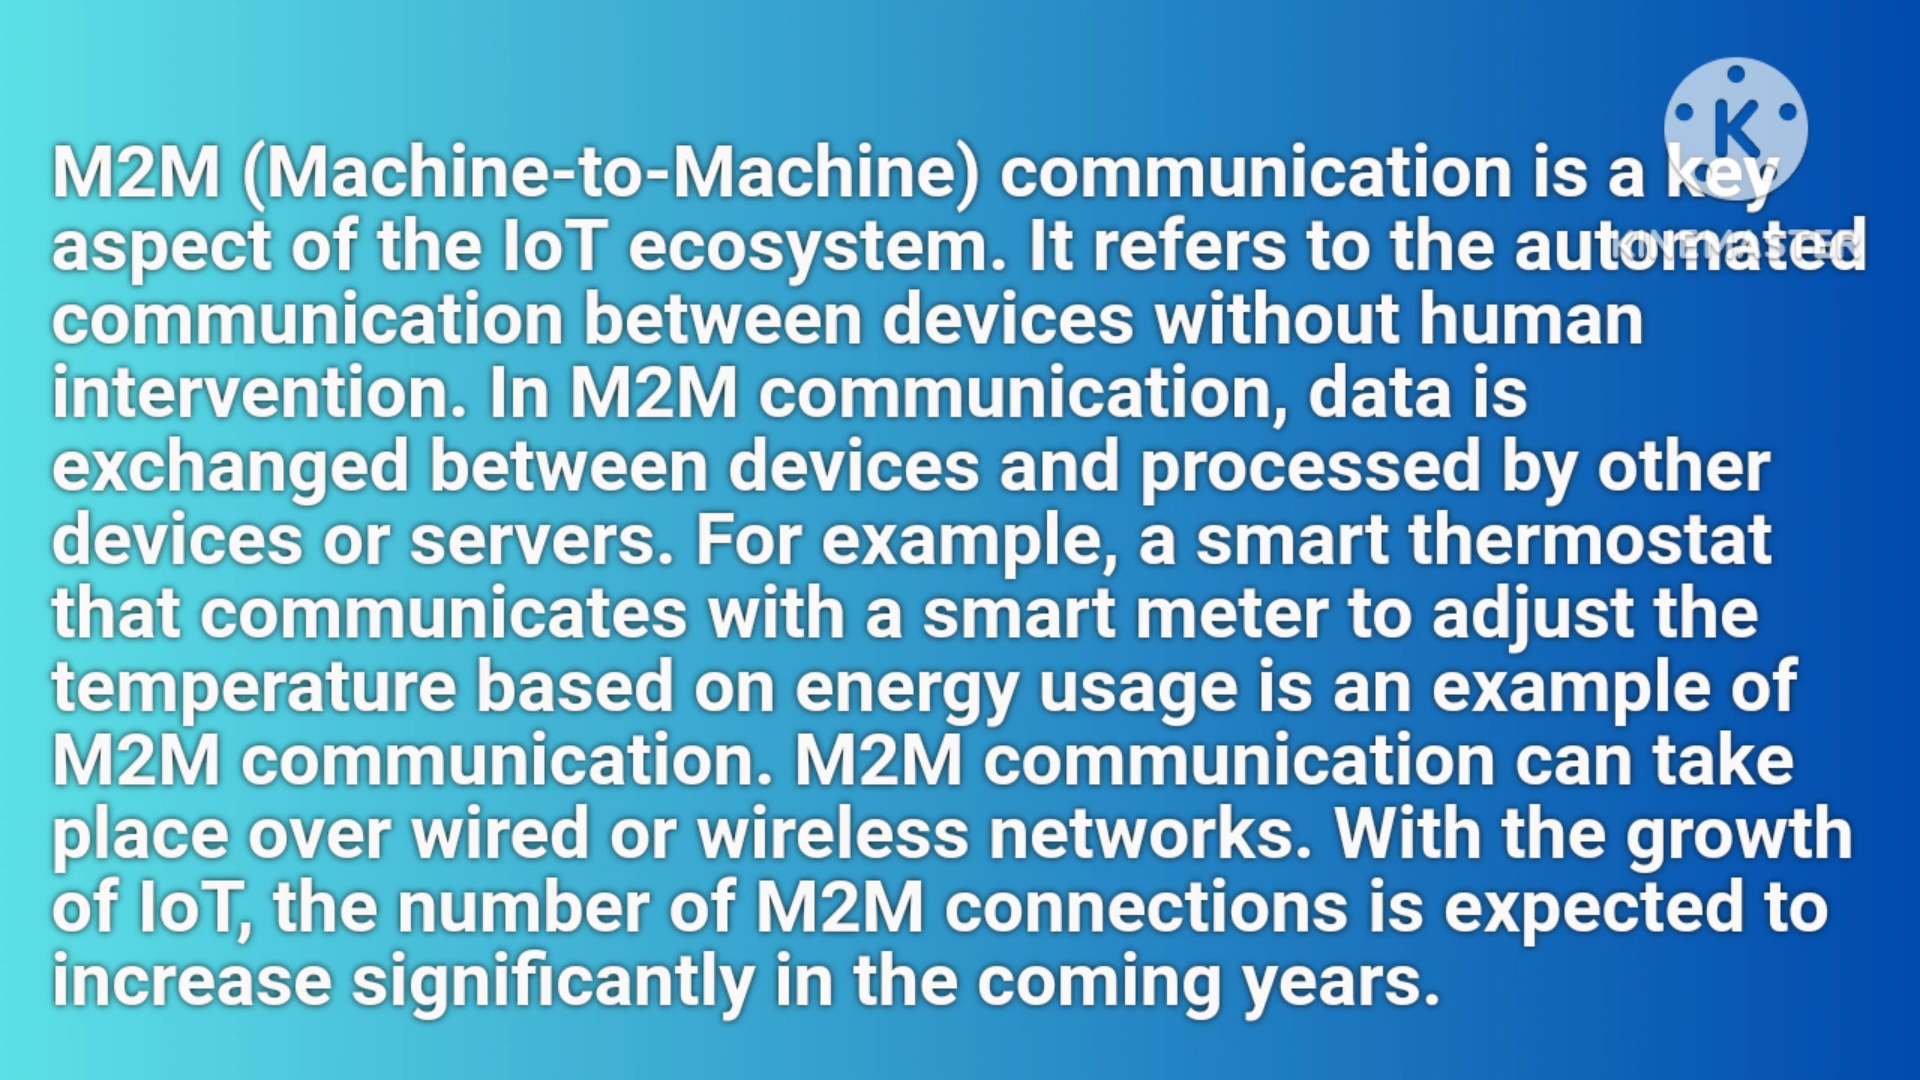 M2M (Machine-to-Machine) communication is a key
aspect of the IoT ecosystem. It refers to the automated
communication between devices without human
intervention. In M2M communication, data is
exchanged between devices and processed by other
devices or servers. For example, a smart thermostat
that communicates with a smart meter to adjust the
temperature based on energy usage is an example of
M2M communication. M2M communication can take
place over wired or wireless networks. With the growth
of IoT, the number of M2M connections is expected to
increase significantly in the coming years.
K
KINEMASTER